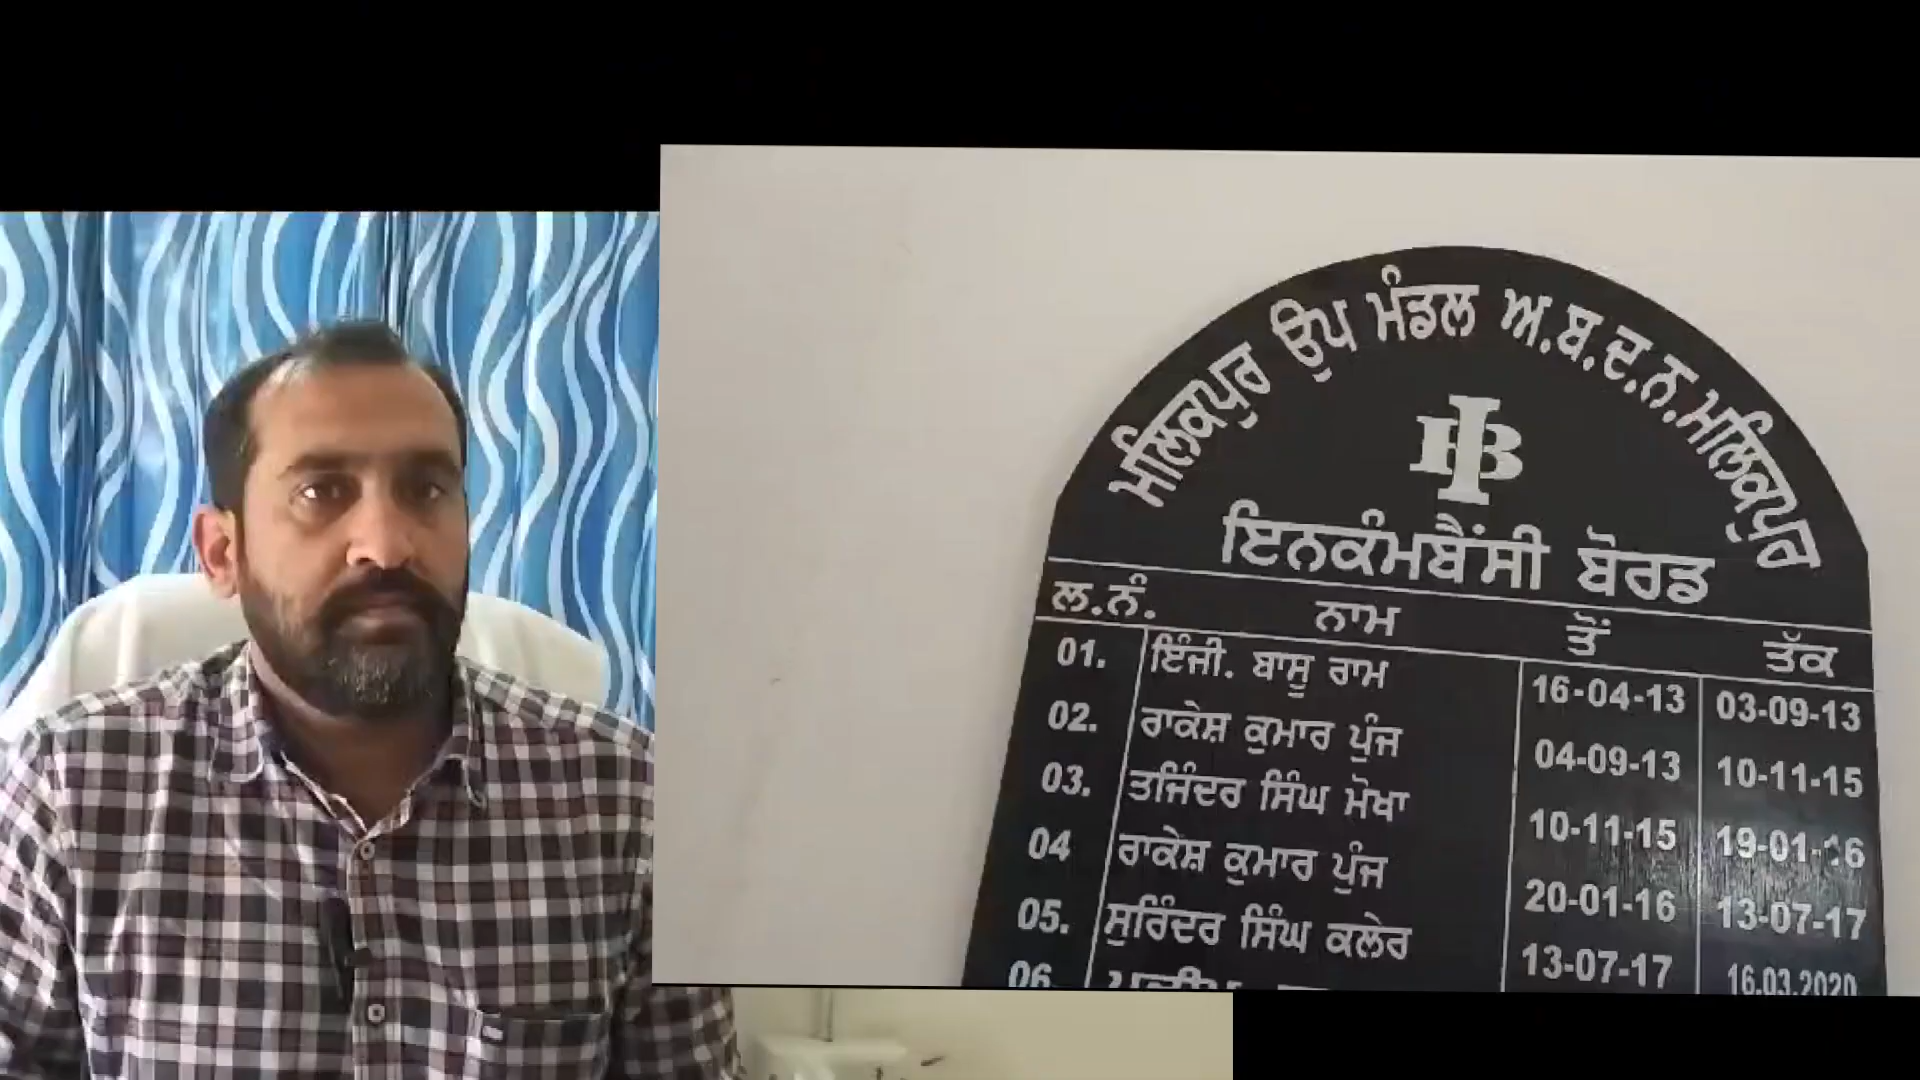 ਮਲਿਕਪੁਰ ਉਪ ਮੰਡਲ ਅ.ਬ.ਦ.ਨ.ਮਲਿਕਪੁਰ
IB
ਇਨਕੰਮਬੈਂਸੀ ਬੋਰਡ
ਲ.ਨੰ. ਨਾਮ ਤੋਂ ਤੱਕ
01. ਇੰਜੀ. ਬਾਸੂ ਰਾਮ 16-04-13 03-09-13
02. ਰਾਕੇਸ਼ ਕੁਮਾਰ ਪੁੰਜ 04-09-13 10-11-15
03. ਤਜਿੰਦਰ ਸਿੰਘ ਮੋਖਾ 10-11-15 19-01-16
04 ਰਾਕੇਸ਼ ਕੁਮਾਰ ਪੁੰਜ 20-01-16 13-07-17
05. ਸੁਰਿੰਦਰ ਸਿੰਘ ਕਲੇਰ 13-07-17 16.03.2020
06.